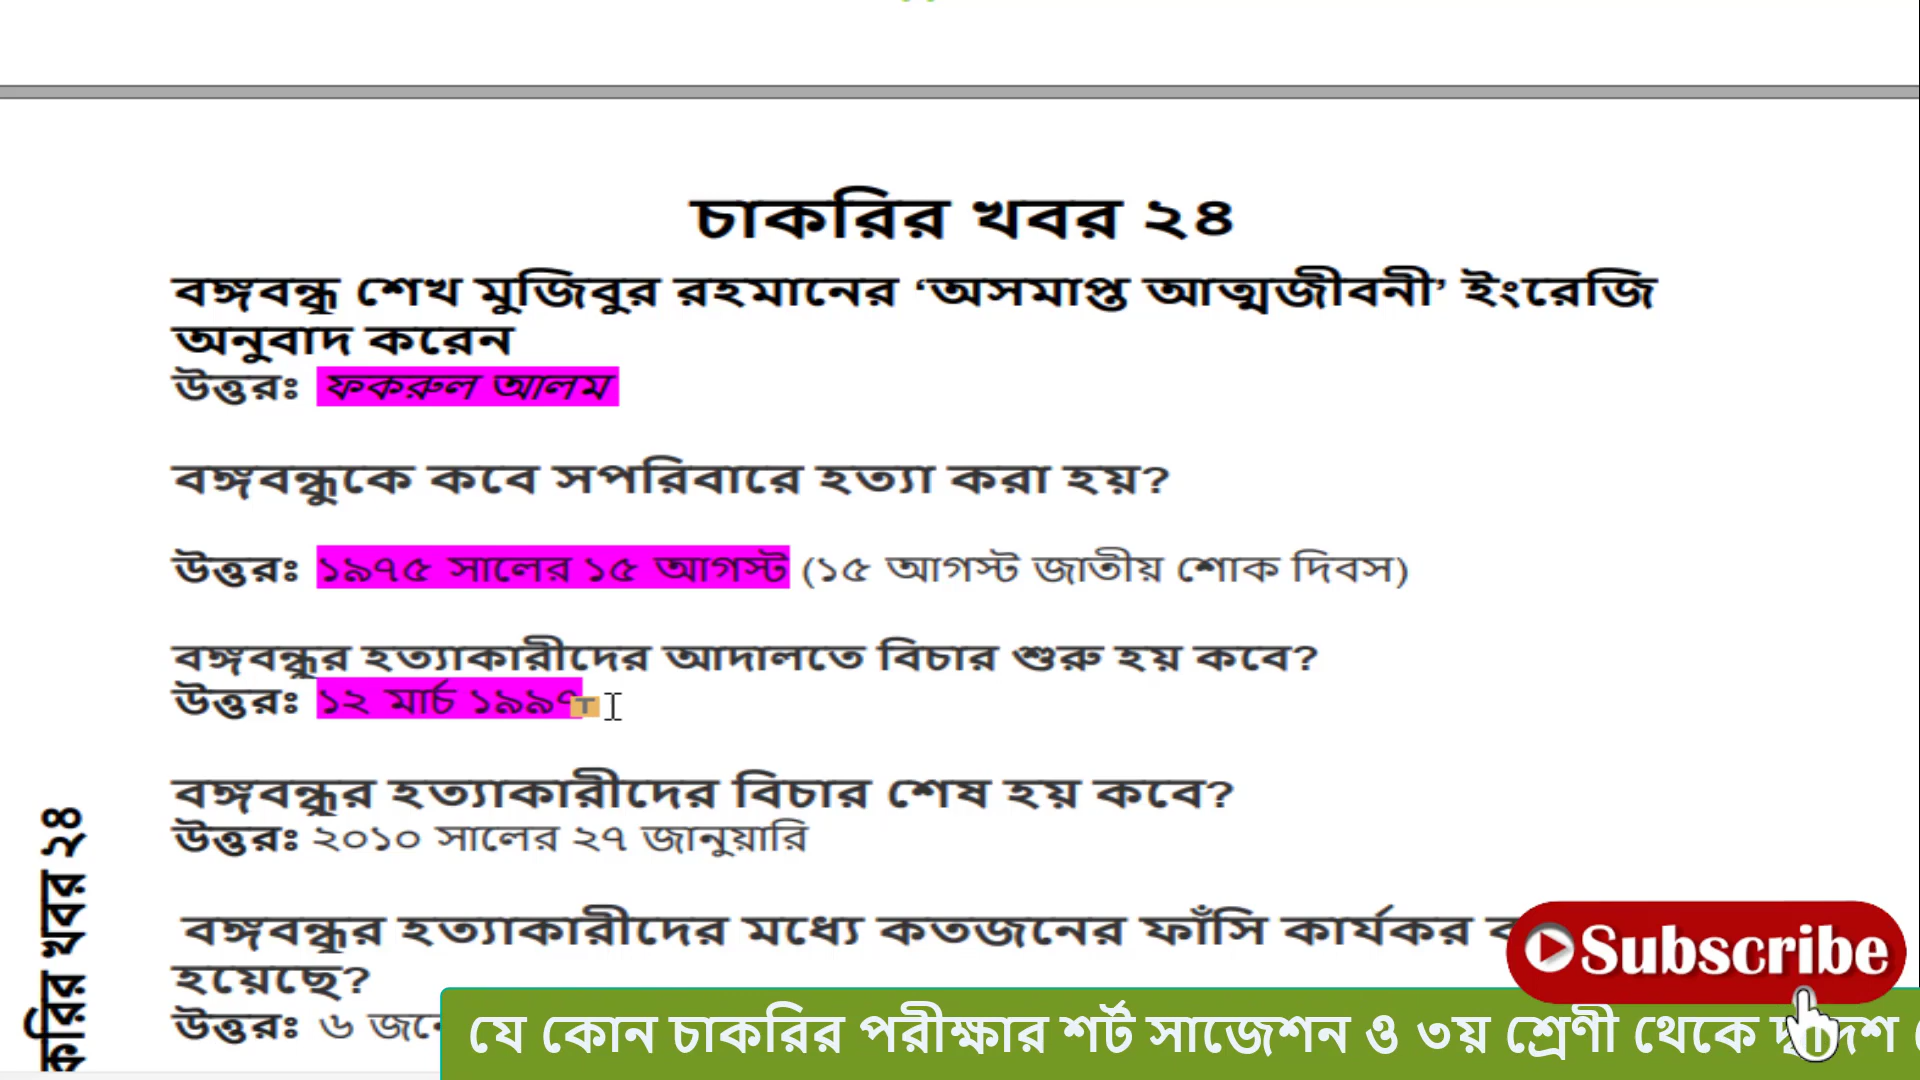 চাকরির খবর ২৪
বঙ্গবন্ধু শেখ মুজিবুর রহমানের ‘অসমাপ্ত আত্মজীবনী’ ইংরেজি
অনুবাদ করেন
উত্তরঃ ফকরুল আলম
বঙ্গবন্ধুকে কবে সপরিবারে হত্যা করা হয়?
উত্তরঃ ১৯৭৫ সালের ১৫ আগস্ট (১৫ আগস্ট জাতীয় শোক দিবস)
বঙ্গবন্ধুর হত্যাকারীদের আদালতে বিচার শুরু হয় কবে?
উত্তরঃ ১২ মার্চ
বঙ্গবন্ধুর হত্যাকারীদের বিচার শেষ হয় কবে?
উত্তরঃ ২০১০ সালের ২৭ জানুয়ারি
বঙ্গবন্ধুর হত্যাকারীদের মধ্যে কতজনের ফাঁসি কার্যকর
হয়েছে?
উত্তরঃ ৬
খবর ২৪
Subscribe
যে কোন চাকরির পরীক্ষার শর্ট সাজেশন ও ৩য় শ্রেণী থেকে